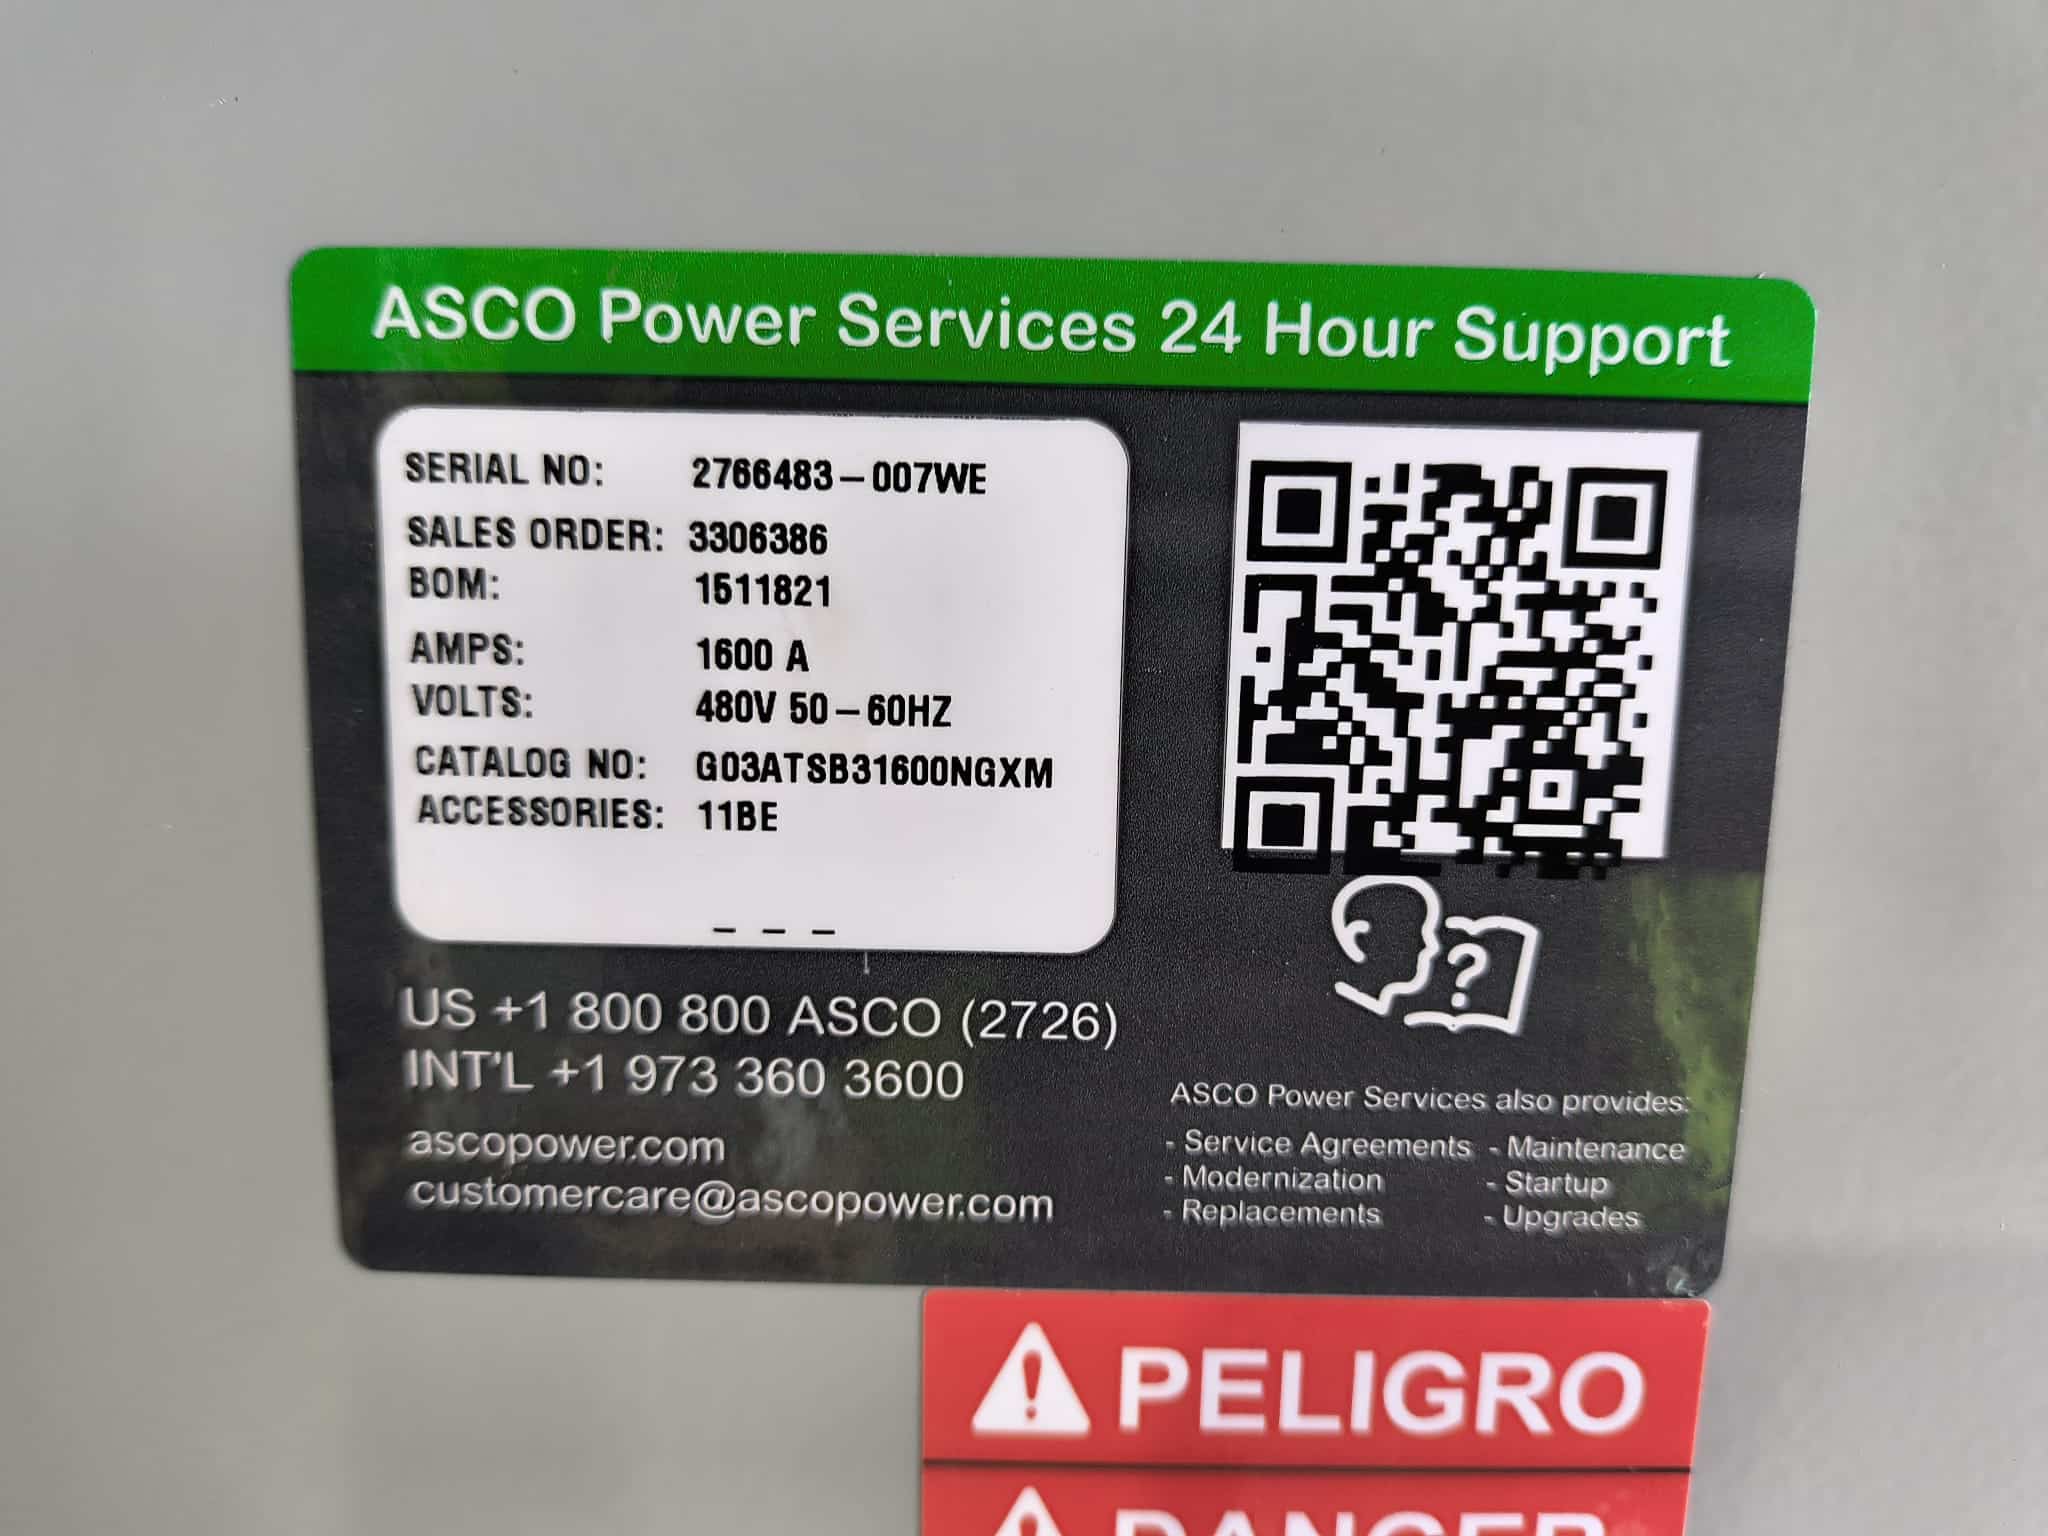 ASCO Power Services 24 Hour Support
SERIAL NO: 2766483-007WE
SALES ORDER: 3306386
BOM: 1511821
AMPS: 1600 A
VOLTS: 480V 50-60HZ
CATALOG NO: G03ATSB31600NGXM
ACCESSORIES: 11BE
– – –
US +1 800 800 ASCO (2726)
INT'L +1 973 360 3600
ascopower.com
customercare@ascopower.com
?
ASCO Power Services also provides:
- Service Agreements - Maintenance
- Modernization - Startup
- Replacements - Upgrades
PELIGRO
DANGER